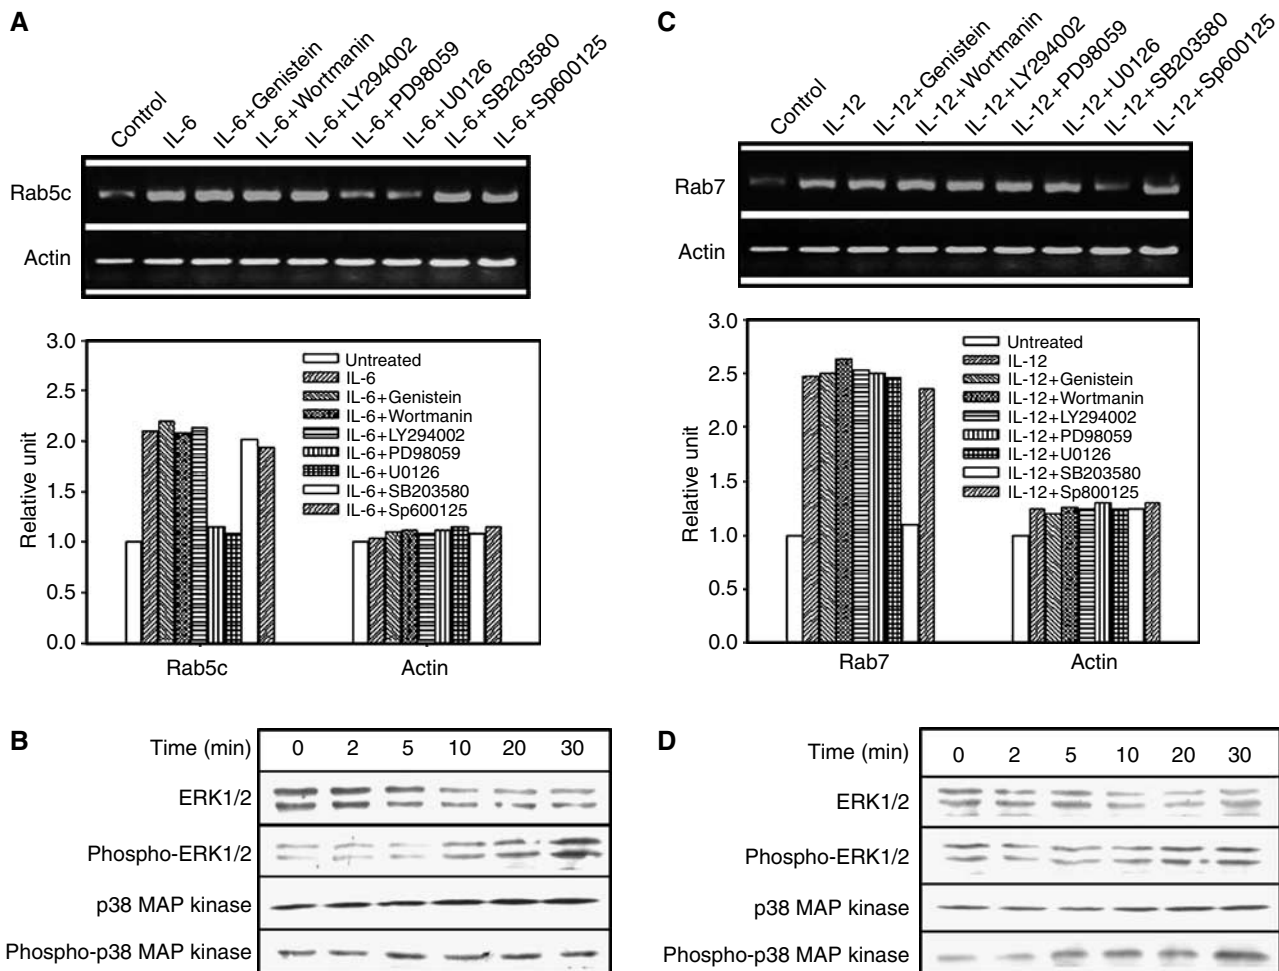 A
Control
IL-6
IL-6+Genistein
IL-6+Wortmanin
IL-6+LY294002
IL-6+PD98059
IL-6+U0126
IL-6+SB203580
IL-6+Sp600125
Rab5c
Actin
3.0
2.5
2.0
1.5
1.0
0.5
0.0
Relative unit
Untreated
IL-6
IL-6+Genistein
IL-6+Wortmanin
IL-6+LY294002
IL-6+PD98059
IL-6+U0126
IL-6+SB203580
IL-6+Sp600125
Rab5c Actin
B
Time (min) 0 2 5 10 20 30
ERK1/2
Phospho-ERK1/2
p38 MAP kinase
Phospho-p38 MAP kinase
C
Control
IL-12
IL-12+Genistein
IL-12+Wortmanin
IL-12+LY294002
IL-12+PD98059
IL-12+U0126
IL-12+SB203580
IL-12+Sp600125
Rab7
Actin
3.0
2.5
2.0
1.5
1.0
0.5
0.0
Relative unit
Untreated
IL-12
IL-12+Genistein
IL-12+Wortmanin
IL-12+LY294002
IL-12+PD98059
IL-12+U0126
IL-12+SB203580
IL-12+Sp800125
Rab7 Actin
D
Time (min) 0 2 5 10 20 30
ERK1/2
Phospho-ERK1/2
p38 MAP kinase
Phospho-p38 MAP kinase